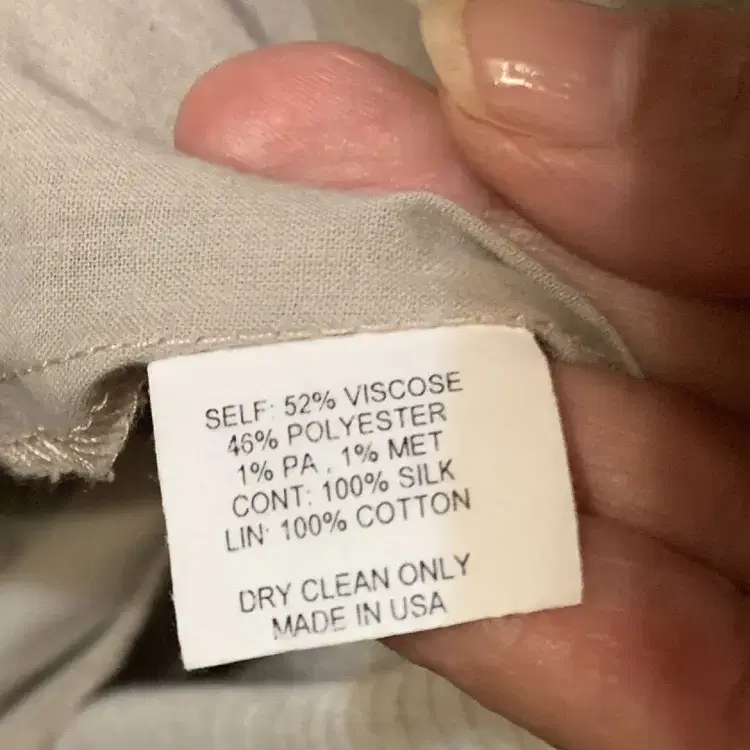 SELF: 52% VISCOSE
46% POLYESTER
1% PA , 1% MET
CONT: 100% SILK
LIN: 100% COTTON
DRY CLEAN ONLY
MADE IN USA